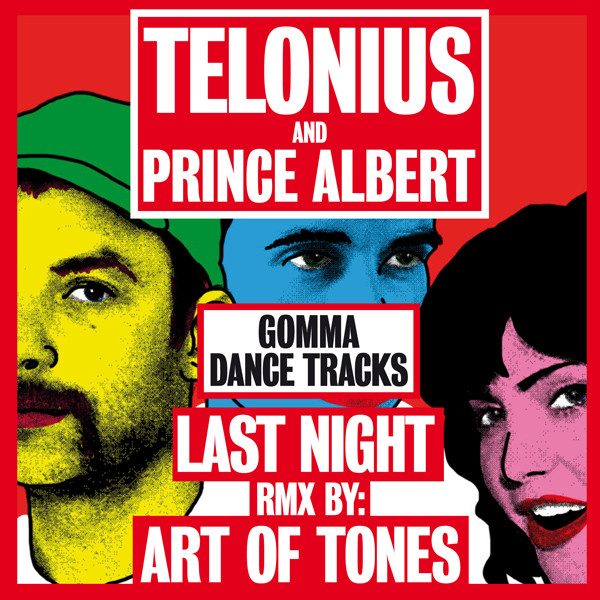 TELONIUS
AND
PRINCE ALBERT
GOMMA
DANCE TRACKS
LAST NIGHT
RMX BY:
ART OF TONES